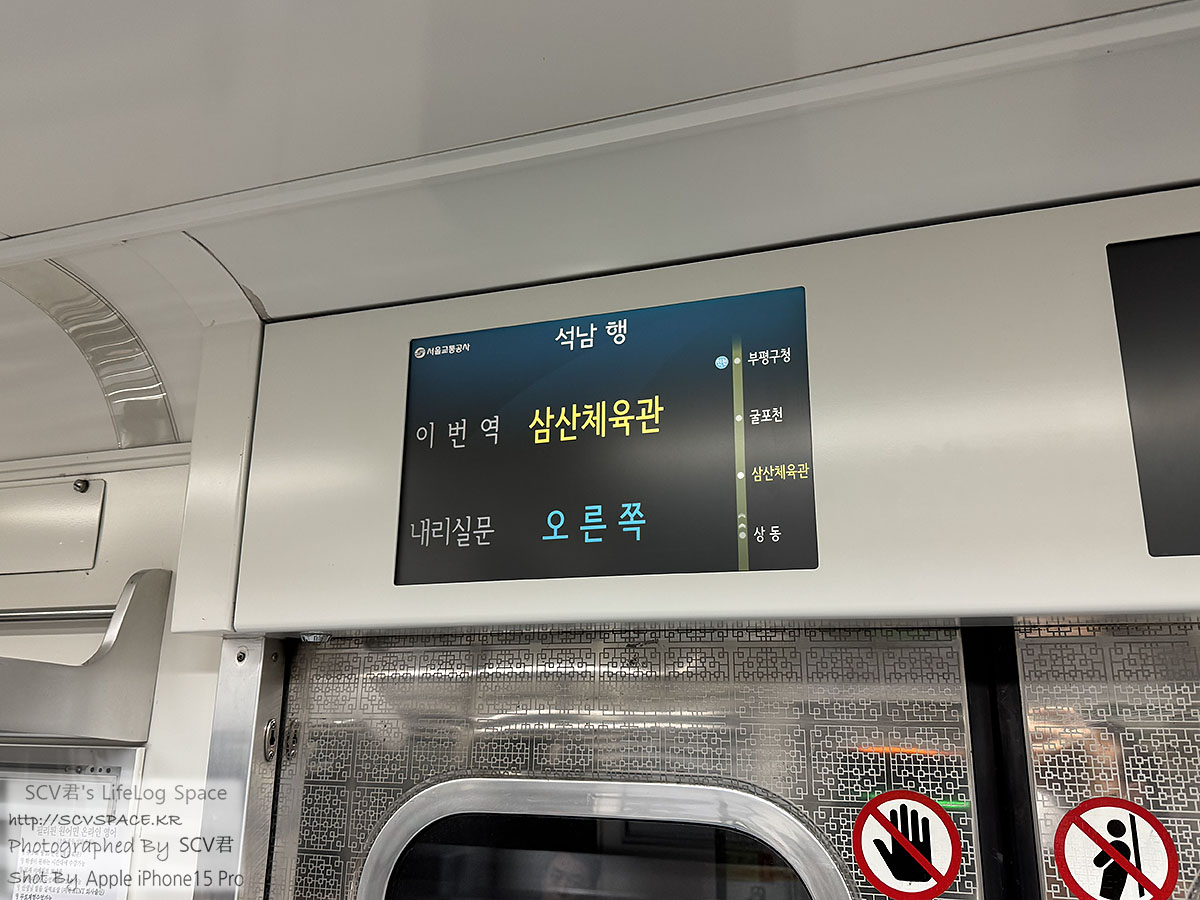 서울교통공사
석남 행
이 번 역 삼산체육관
내리실문 오른쪽
부평구청
굴포천
삼산체육관
상동
SCV君's LifeLog Space
http://SCVSPACE.KR
Photographed By SCV君
Shot By Apple iPhone15 Pro